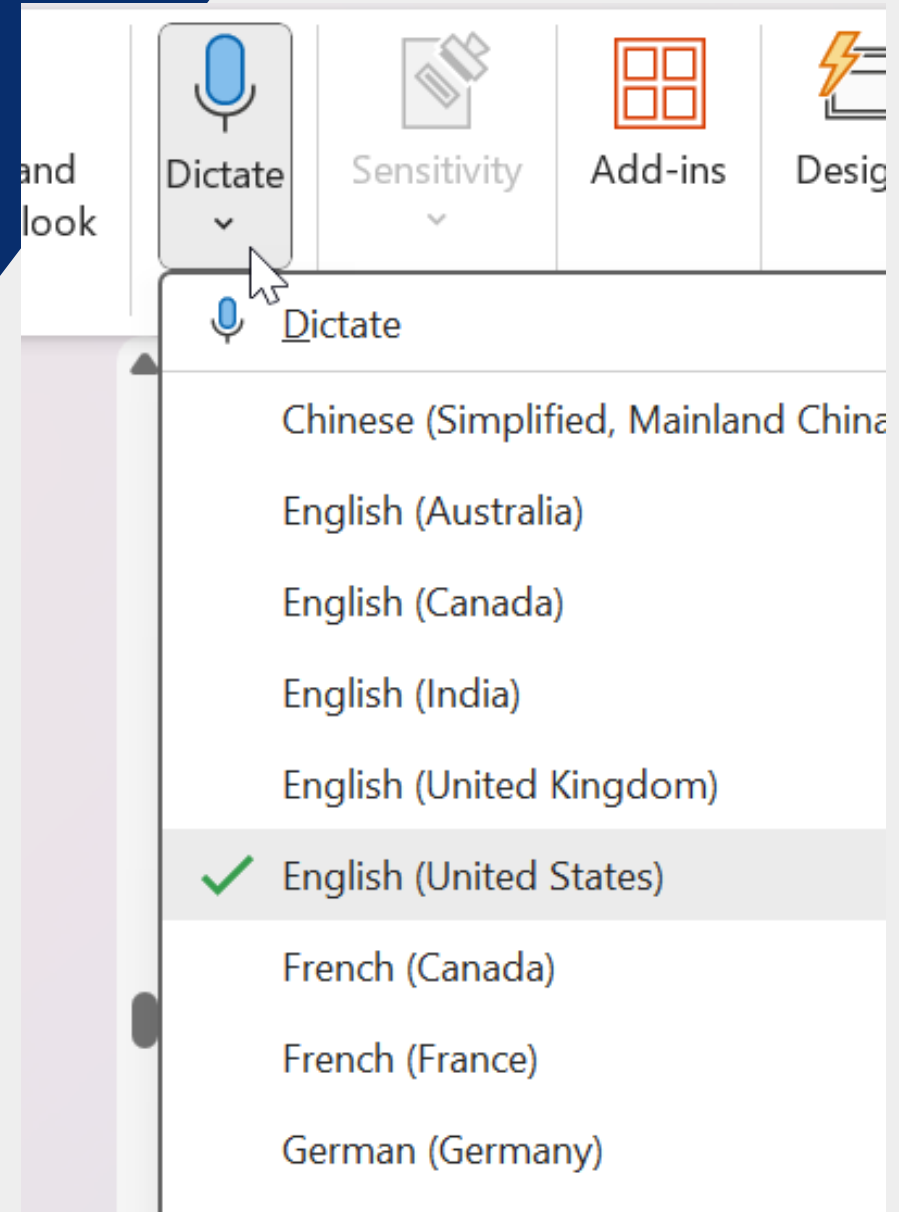 and
look
Dictate
Sensitivity
Add-ins
Desig
Dictate
Chinese (Simplified, Mainland China
English (Australia)
English (Canada)
English (India)
English (United Kingdom)
English (United States)
French (Canada)
French (France)
German (Germany)